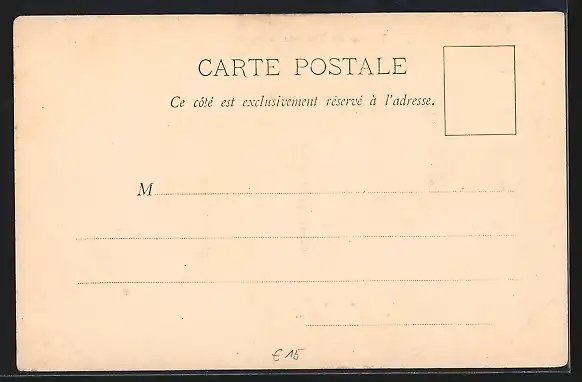 CARTE POSTALE
Ce côté est exclusivement réservé à l'adresse.
M
€ 15